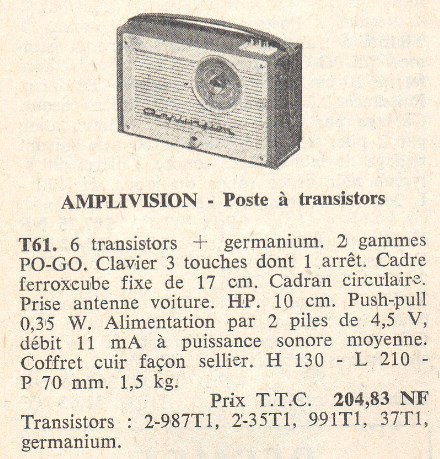 Amplivision
AMPLIVISION - Poste à transistors
T61. 6 transistors + germanium. 2 gammes
PO-GO. Clavier 3 touches dont 1 arrêt. Cadre
ferroxcube fixe de 17 cm. Cadran circulaire.
Prise antenne voiture. HP. 10 cm. Push-pull
0,35 W. Alimentation par 2 piles de 4,5 V,
débit 11 mA à puissance sonore moyenne.
Coffret cuir façon sellier. H 130 - L 210 -
P 70 mm. 1,5 kg.
Prix T.T.C. 204,83 NF
Transistors : 2-987T1, 2-35T1, 991T1, 37T1,
germanium.